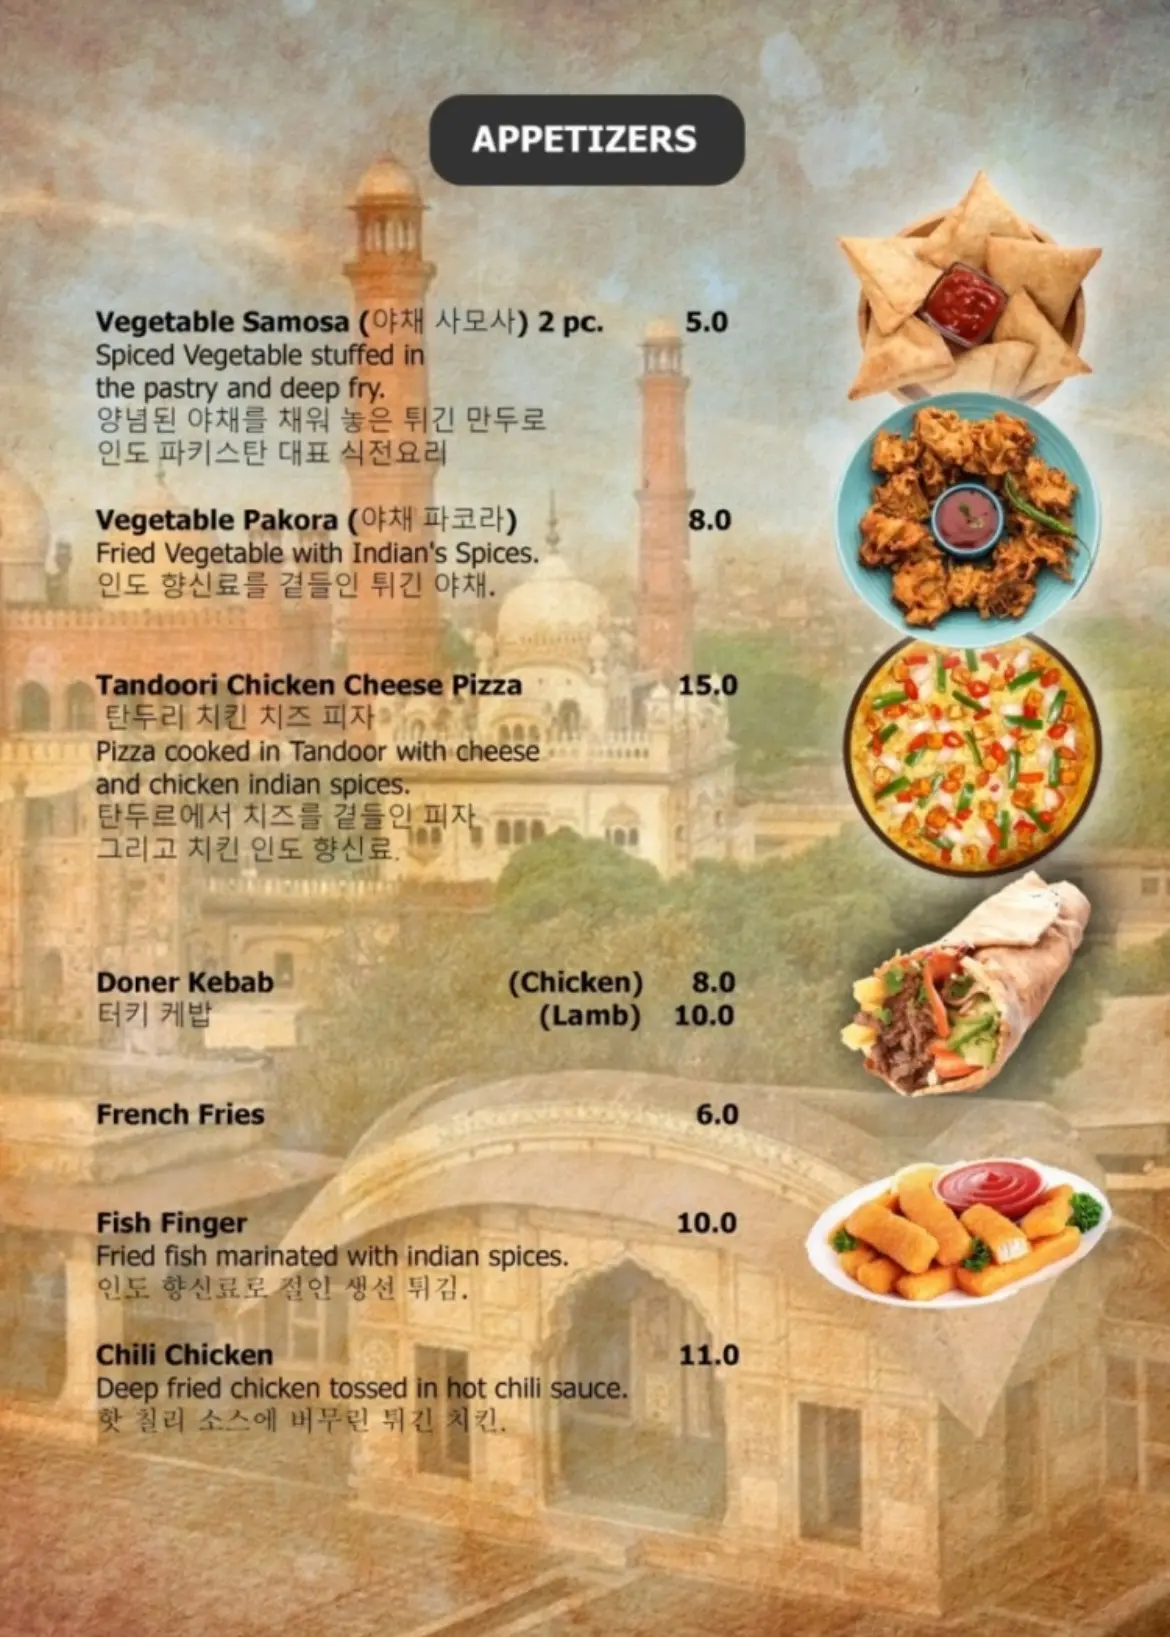 APPETIZERS
Vegetable Samosa (야채 사모사) 2 pc. 5.0
Spiced Vegetable stuffed in
the pastry and deep fry.
양념된 야채를 채워 놓은 튀긴 만두로
인도 파키스탄 대표 식전요리
Vegetable Pakora (야채 파코라) 8.0
Fried Vegetable with Indian's Spices.
인도 향신료를 곁들인 튀긴 야채.
Tandoori Chicken Cheese Pizza 15.0
탄두리 치킨 치즈 피자
Pizza cooked in Tandoor with cheese
and chicken indian spices.
탄두르에서 치즈를 곁들인 피자
그리고 치킨 인도 향신료.
Doner Kebab (Chicken) 8.0
터키 케밥 (Lamb) 10.0
French Fries 6.0
Fish Finger 10.0
Fried fish marinated with indian spices.
인도 향신료로 절인 생선 튀김.
Chili Chicken 11.0
Deep fried chicken tossed in hot chili sauce.
핫 칠리 소스에 버무린 튀긴 치킨.